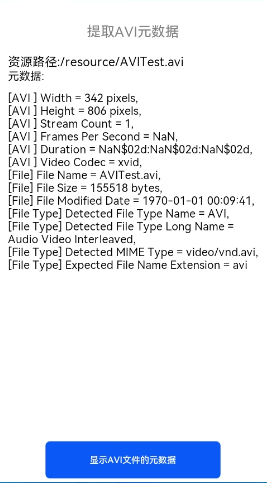 提取AVI元数据
资源路径:/resource/AVITest.avi
元数据:
[AVI ] Width = 342 pixels,
[AVI ] Height = 806 pixels,
[AVI ] Stream Count = 1,
[AVI ] Frames Per Second = NaN,
[AVI ] Duration = NaN$02d:NaN$02d:NaN$02d,
[AVI ] Video Codec = xvid,
[File] File Name = AVITest.avi,
[File] File Size = 155518 bytes,
[File] File Modified Date = 1970-01-01 00:09:41,
[File Type] Detected File Type Name = AVI,
[File Type] Detected File Type Long Name =
Audio Video Interleaved,
[File Type] Detected MIME Type = video/vnd.avi,
[File Type] Expected File Name Extension = avi
显示AVI文件的元数据